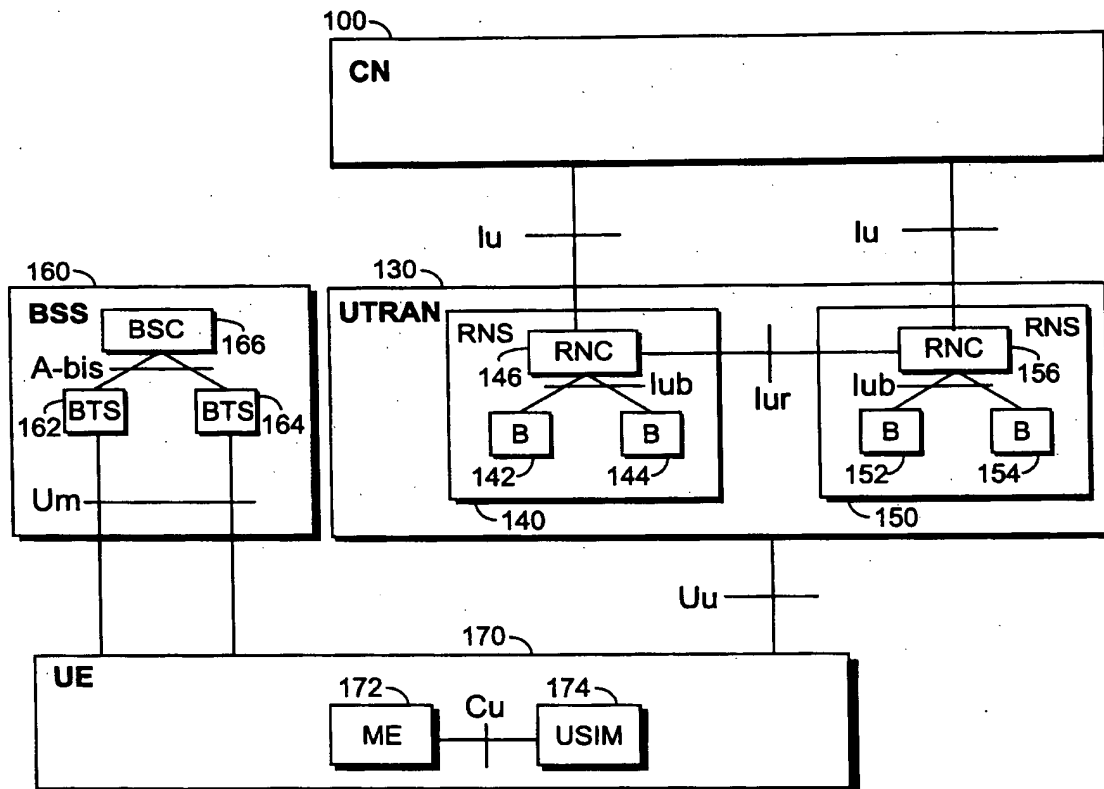 100
CN
Iu
Iu
160
130
BSS
BSC
166
A-bis
162
BTS
BTS
164
Um
UTRAN
RNS
RNC
146
Iub
B
B
142
144
140
Iur
RNS
RNC
156
Iub
B
B
152
154
150
Uu
170
UE
172
ME
Cu
174
USIM